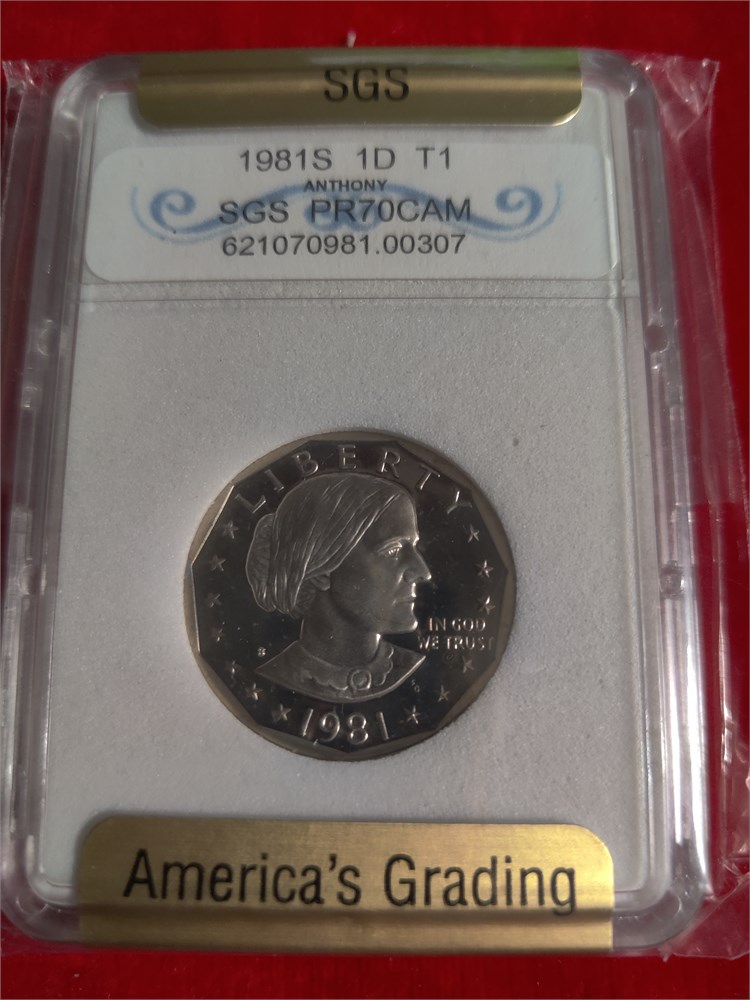 SGS
1981S 1D T1
ANTHONY
SGS PR70CAM
621070981.00307
LIBERTY
IN GOD
WE TRUST
S
1981
America's Grading